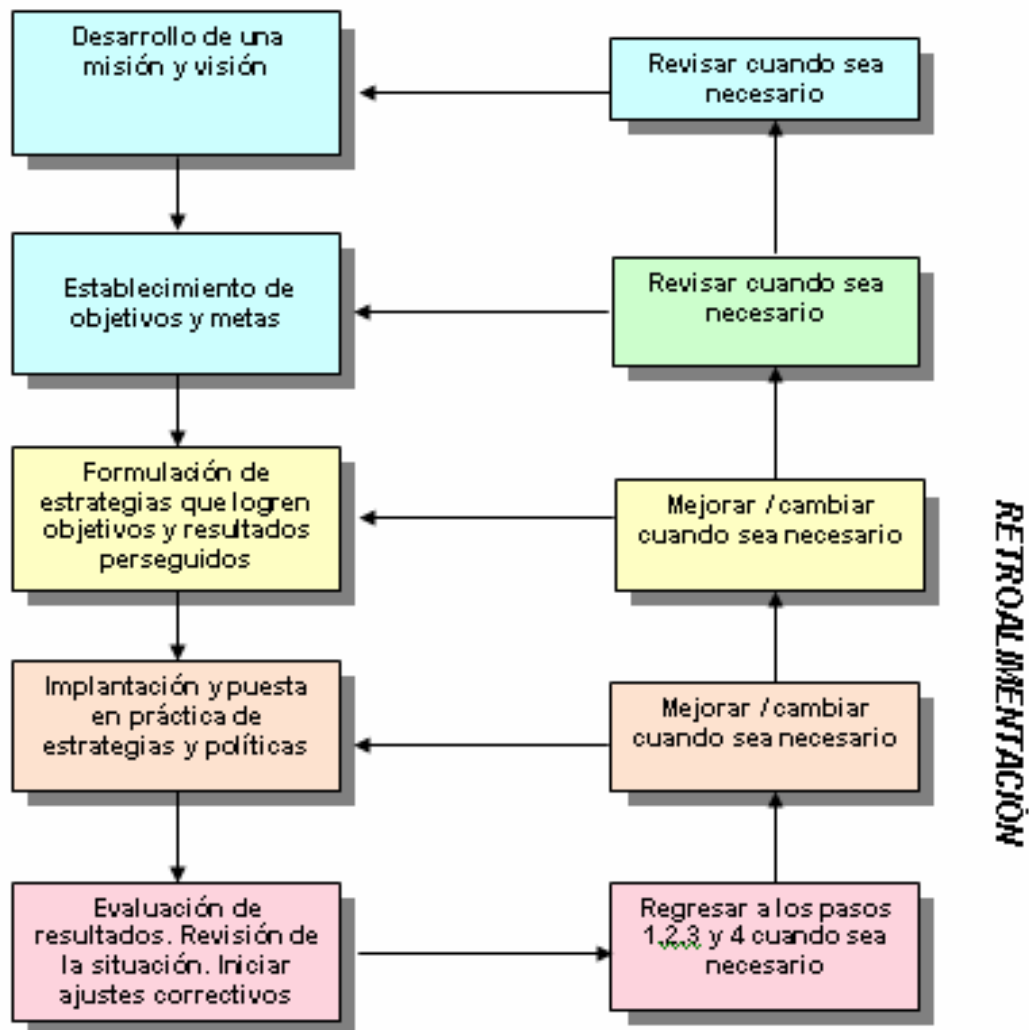 Desarrollo de una
misión y visión
Revisar cuando sea
necesario
Establecimiento de
objetivos y metas
Revisar cuando sea
necesario
Formulación de
estrategias que logren
objetivos y resultados
perseguidos
Mejorar / cambiar
cuando sea necesario
Implantación y puesta
en práctica de
estrategias y políticas
Mejorar / cambiar
cuando sea necesario
Evaluación de
resultados. Revisión de
la situación. Iniciar
ajustes correctivos
Regresar a los pasos
1,2,3 y 4 cuando sea
necesario
RETROALIMENTACIÓN